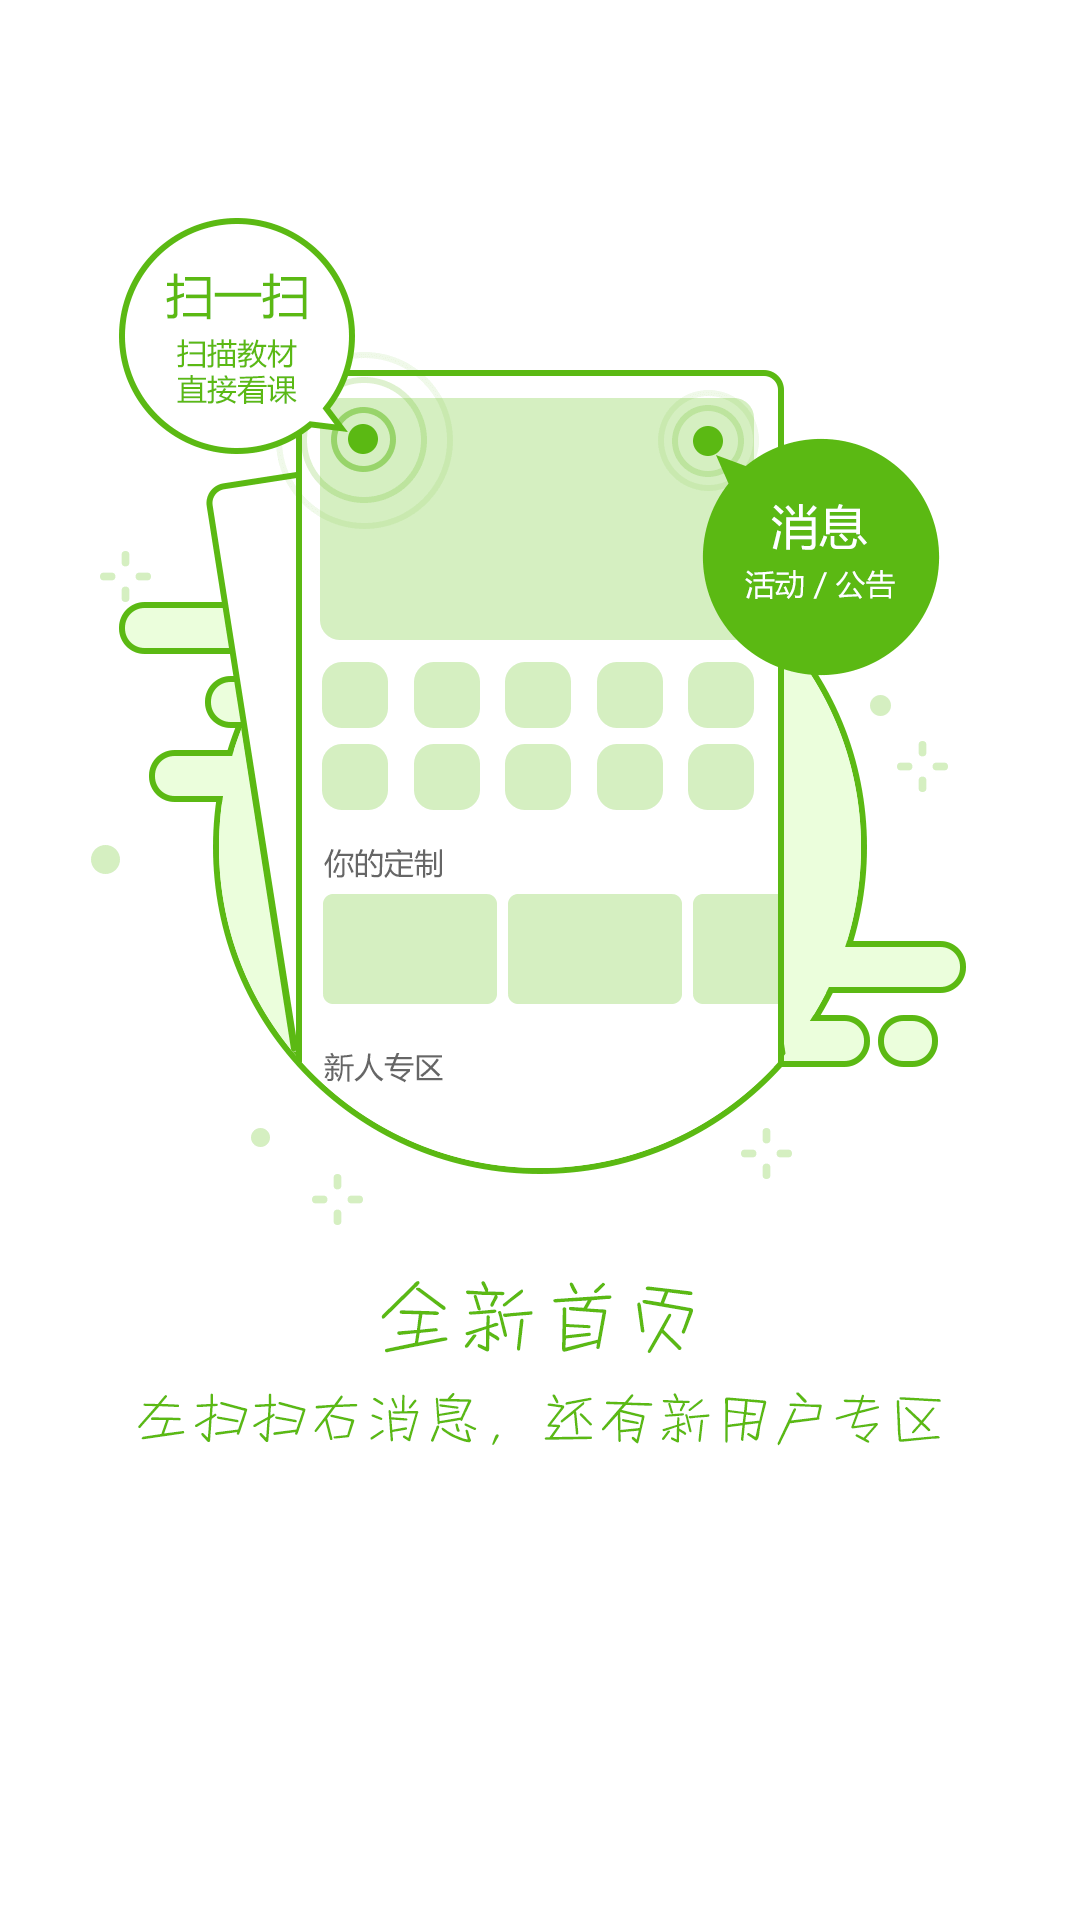 扫一扫
扫描教材
直接看课
消息
活动 / 公告
你的定制
新人专区
全新首页
左扫扫右消息，还有新用户专区